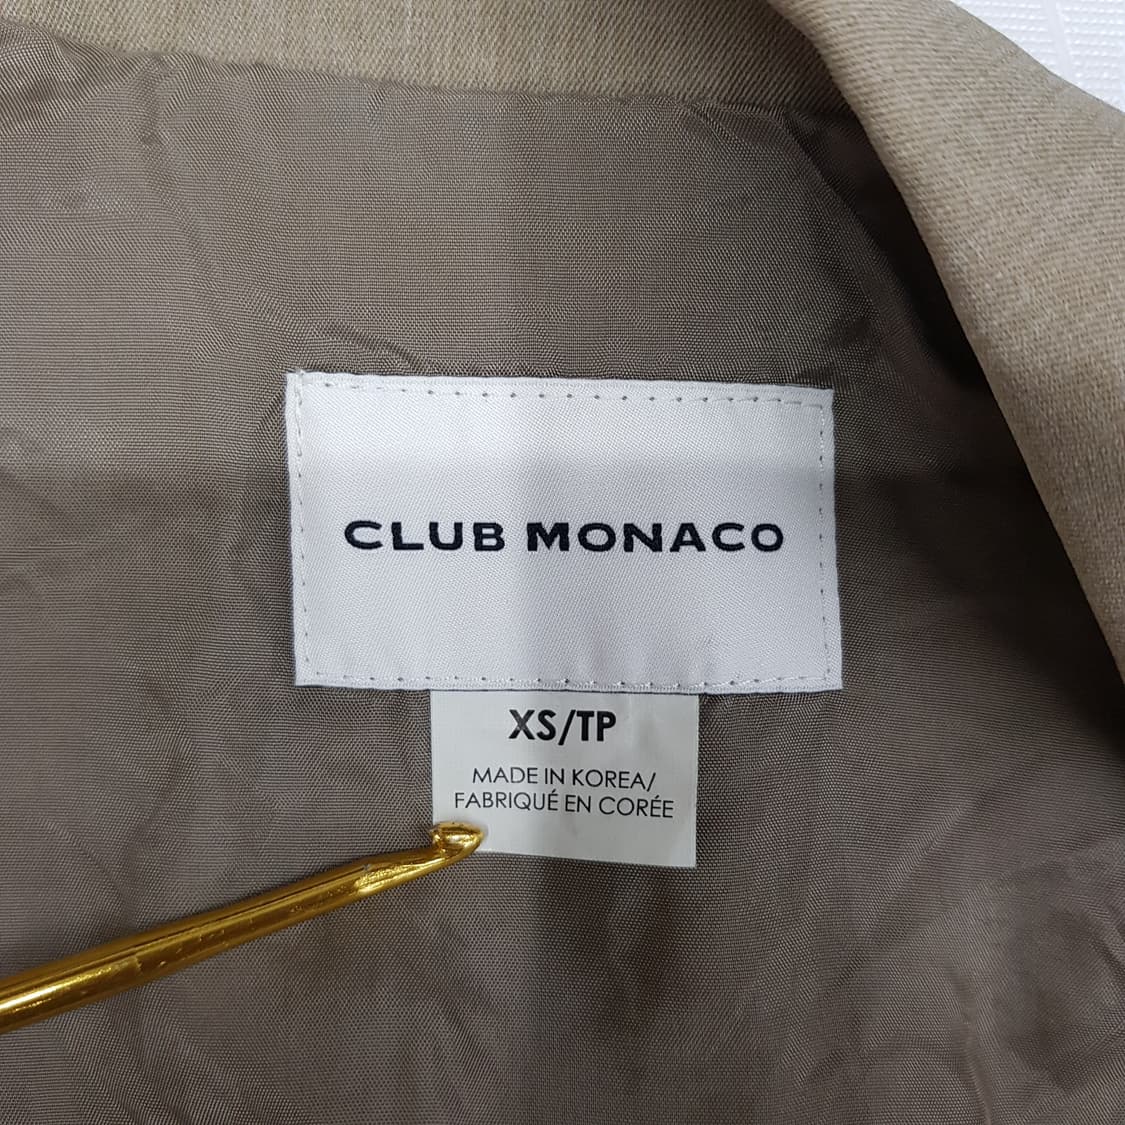 CLUB MONACO
XS/TP
MADE IN KOREA/
FABRIQUÉ EN CORÉE